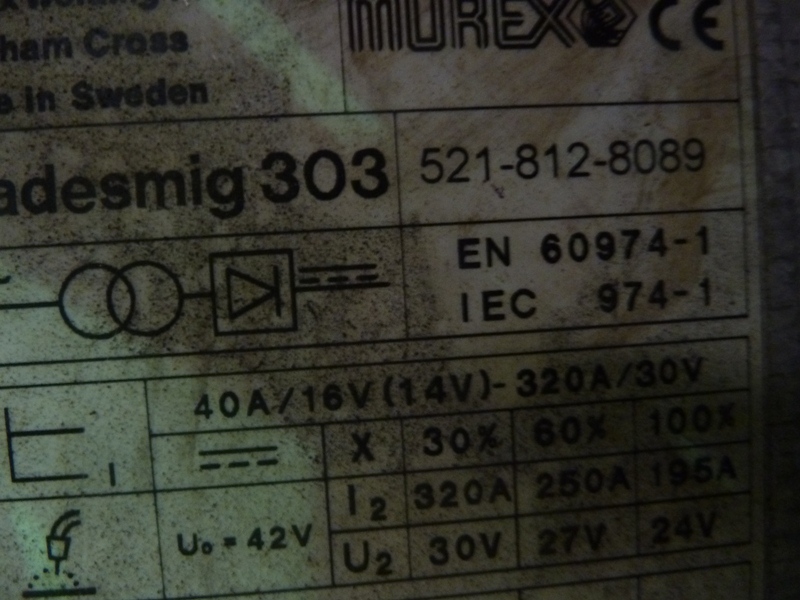 MUREX CE
ham Cross
e in Sweden
adesmig 303
521-812-8089
EN 60974-1
IEC 974-1
40A/16V(14V)-320A/30V
X 30% 60% 100%
I2 320A 250A 195A
U₀ = 42V
U2 30V 27V 24V